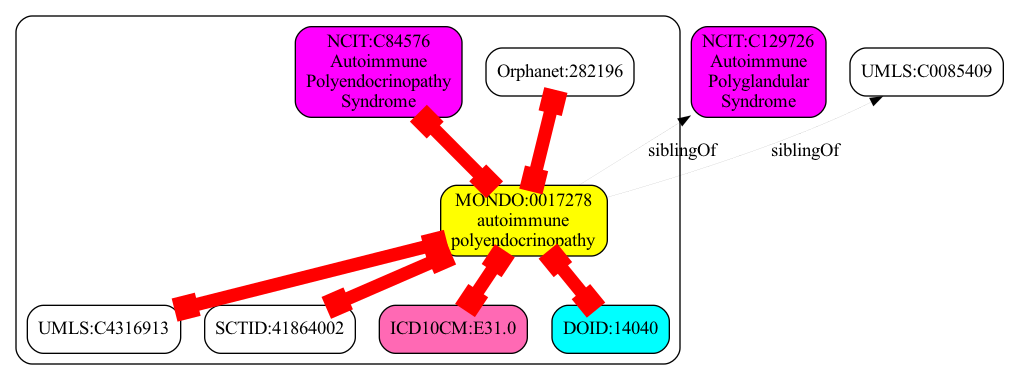 NCIT:C84576
Autoimmune
Polyendocrinopathy
Syndrome
Orphanet:282196
NCIT:C129726
Autoimmune
Polyglandular
Syndrome
UMLS:C0085409
siblingOf
siblingOf
MONDO:0017278
autoimmune
polyendocrinopathy
UMLS:C4316913
SCTID:41864002
ICD10CM:E31.0
DOID:14040